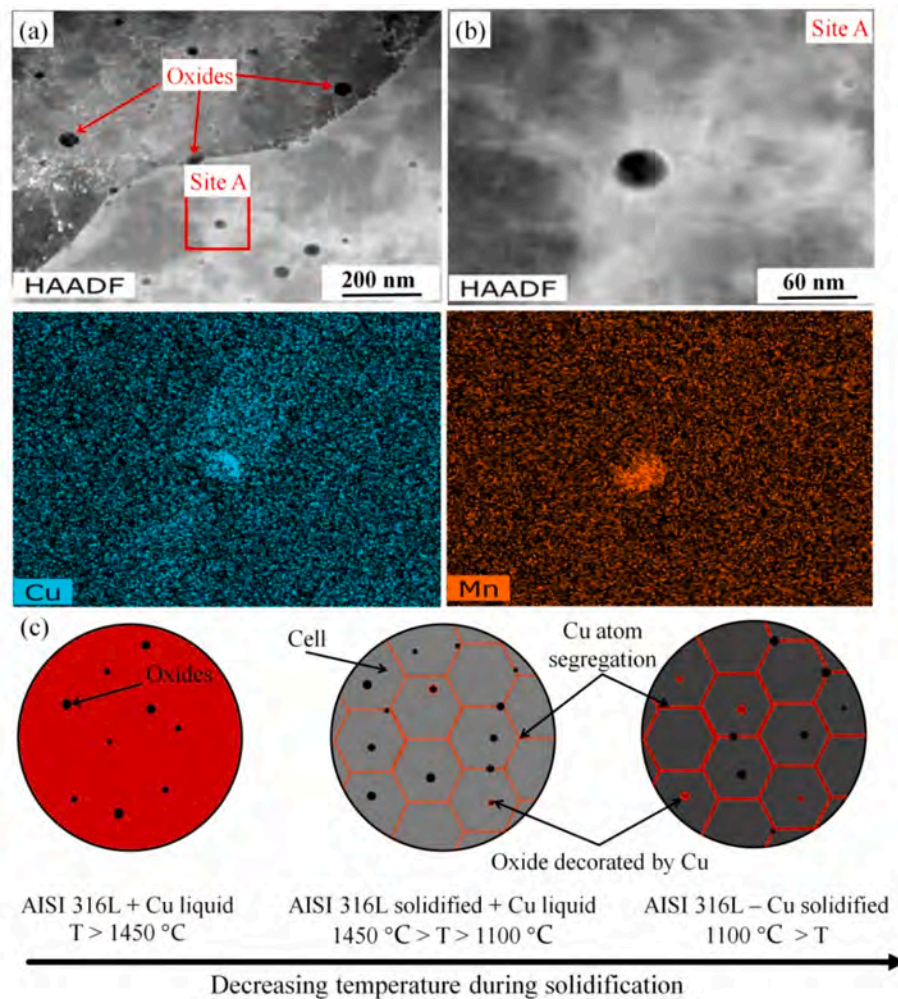 (a)
Oxides
Site A
HAADF
200 nm
(b)
Site A
HAADF
60 nm
Cu
Mn
(c)
Oxides
Cell
Cu atom
segregation
Oxide decorated by Cu
AISI 316L + Cu liquid
T > 1450 °C
AISI 316L solidified + Cu liquid
1450 °C > T > 1100 °C
AISI 316L – Cu solidified
1100 °C > T
Decreasing temperature during solidification